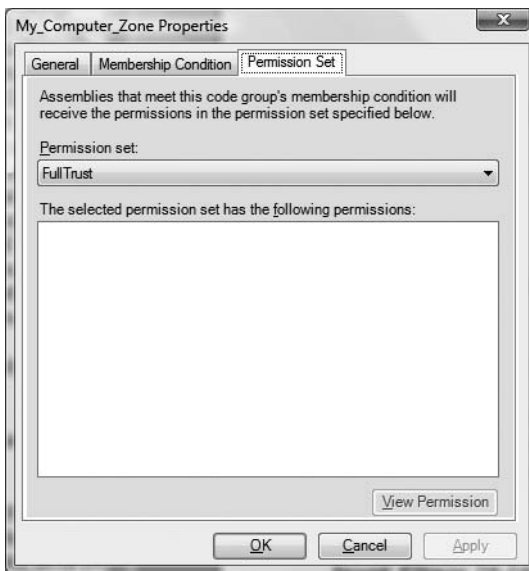 My_Computer_Zone Properties
X
General Membership Condition Permission Set
Assemblies that meet this code group's membership condition will
receive the permissions in the permission set specified below.
Permission set:
FullTrust
The selected permission set has the following permissions:
View Permission
OK Cancel Apply